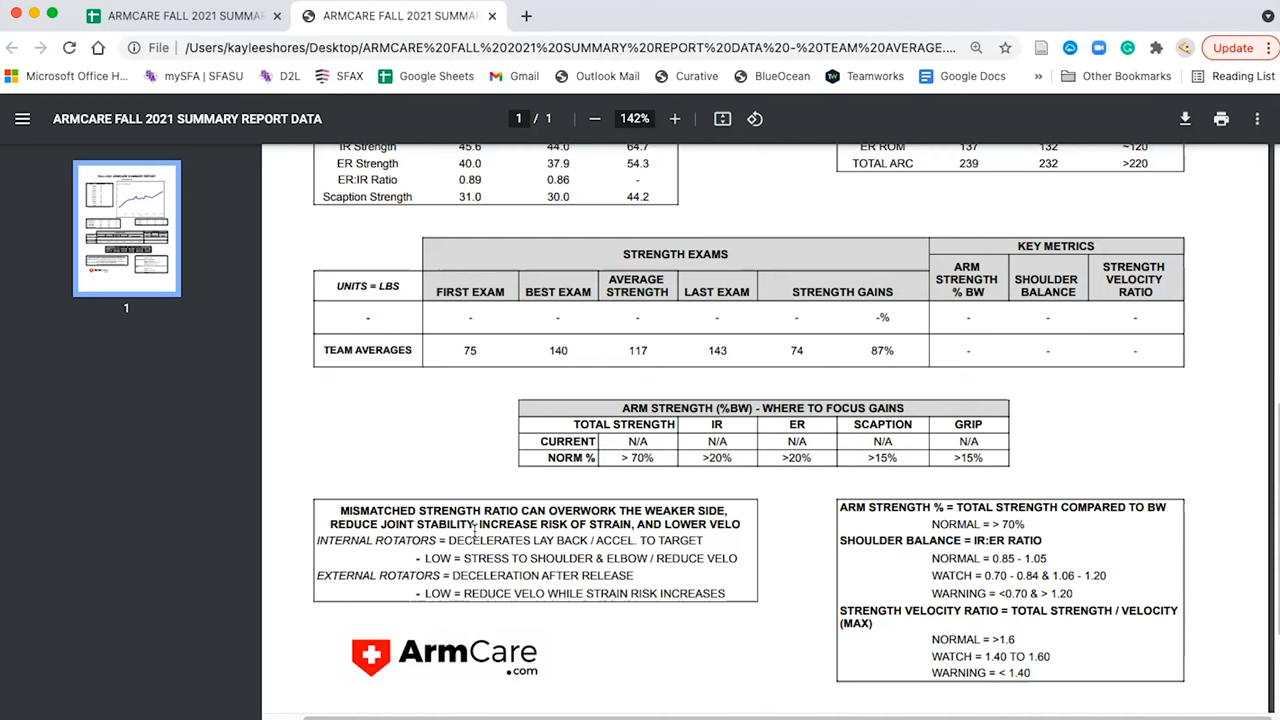 ARMCARE FALL 2021 SUMMAR
ARMCARE FALL 2021 SUMMAR
File
/Users/kayleeshores/Desktop/ARMCARE%20FALL%202021%20SUMMARY%20REPORT%20DATA%20-%20TEAM%20AVERAGE....
Update
Microsoft Office H...
mySFA | SFASU
D2L
SFAX
Google Sheets
Gmail
Outlook Mail
Curative
BlueOcean
Teamworks
Google Docs
»
Other Bookmarks
Reading List
ARMCARE FALL 2021 SUMMARY REPORT DATA
1 / 1
142%
1
IR Strength 45.6 44.0 64.7
ER Strength 40.0 37.9 54.3
ER:IR Ratio 0.89 0.86 -
Scaption Strength 31.0 30.0 44.2
ER ROM 137 132 ~120
TOTAL ARC 239 232 >220
STRENGTH EXAMS
KEY METRICS
UNITS = LBS
FIRST EXAM
BEST EXAM
AVERAGE
STRENGTH
LAST EXAM
STRENGTH GAINS
ARM
STRENGTH
% BW
SHOULDER
BALANCE
STRENGTH
VELOCITY
RATIO
- - - - - - -% - - -
TEAM AVERAGES 75 140 117 143 74 87% - - -
ARM STRENGTH (%BW) - WHERE TO FOCUS GAINS
TOTAL STRENGTH IR ER SCAPTION GRIP
CURRENT N/A N/A N/A N/A N/A
NORM % > 70% >20% >20% >15% >15%
MISMATCHED STRENGTH RATIO CAN OVERWORK THE WEAKER SIDE,
REDUCE JOINT STABILITY, INCREASE RISK OF STRAIN, AND LOWER VELO
INTERNAL ROTATORS = DECELERATES LAY BACK / ACCEL. TO TARGET
- LOW = STRESS TO SHOULDER & ELBOW / REDUCE VELO
EXTERNAL ROTATORS = DECELERATION AFTER RELEASE
- LOW = REDUCE VELO WHILE STRAIN RISK INCREASES
ARM STRENGTH % = TOTAL STRENGTH COMPARED TO BW
NORMAL = > 70%
SHOULDER BALANCE = IR:ER RATIO
NORMAL = 0.85 - 1.05
WATCH = 0.70 - 0.84 & 1.06 - 1.20
WARNING = <0.70 & > 1.20
STRENGTH VELOCITY RATIO = TOTAL STRENGTH / VELOCITY
(MAX)
NORMAL = >1.6
WATCH = 1.40 TO 1.60
WARNING = < 1.40
ArmCare
.com